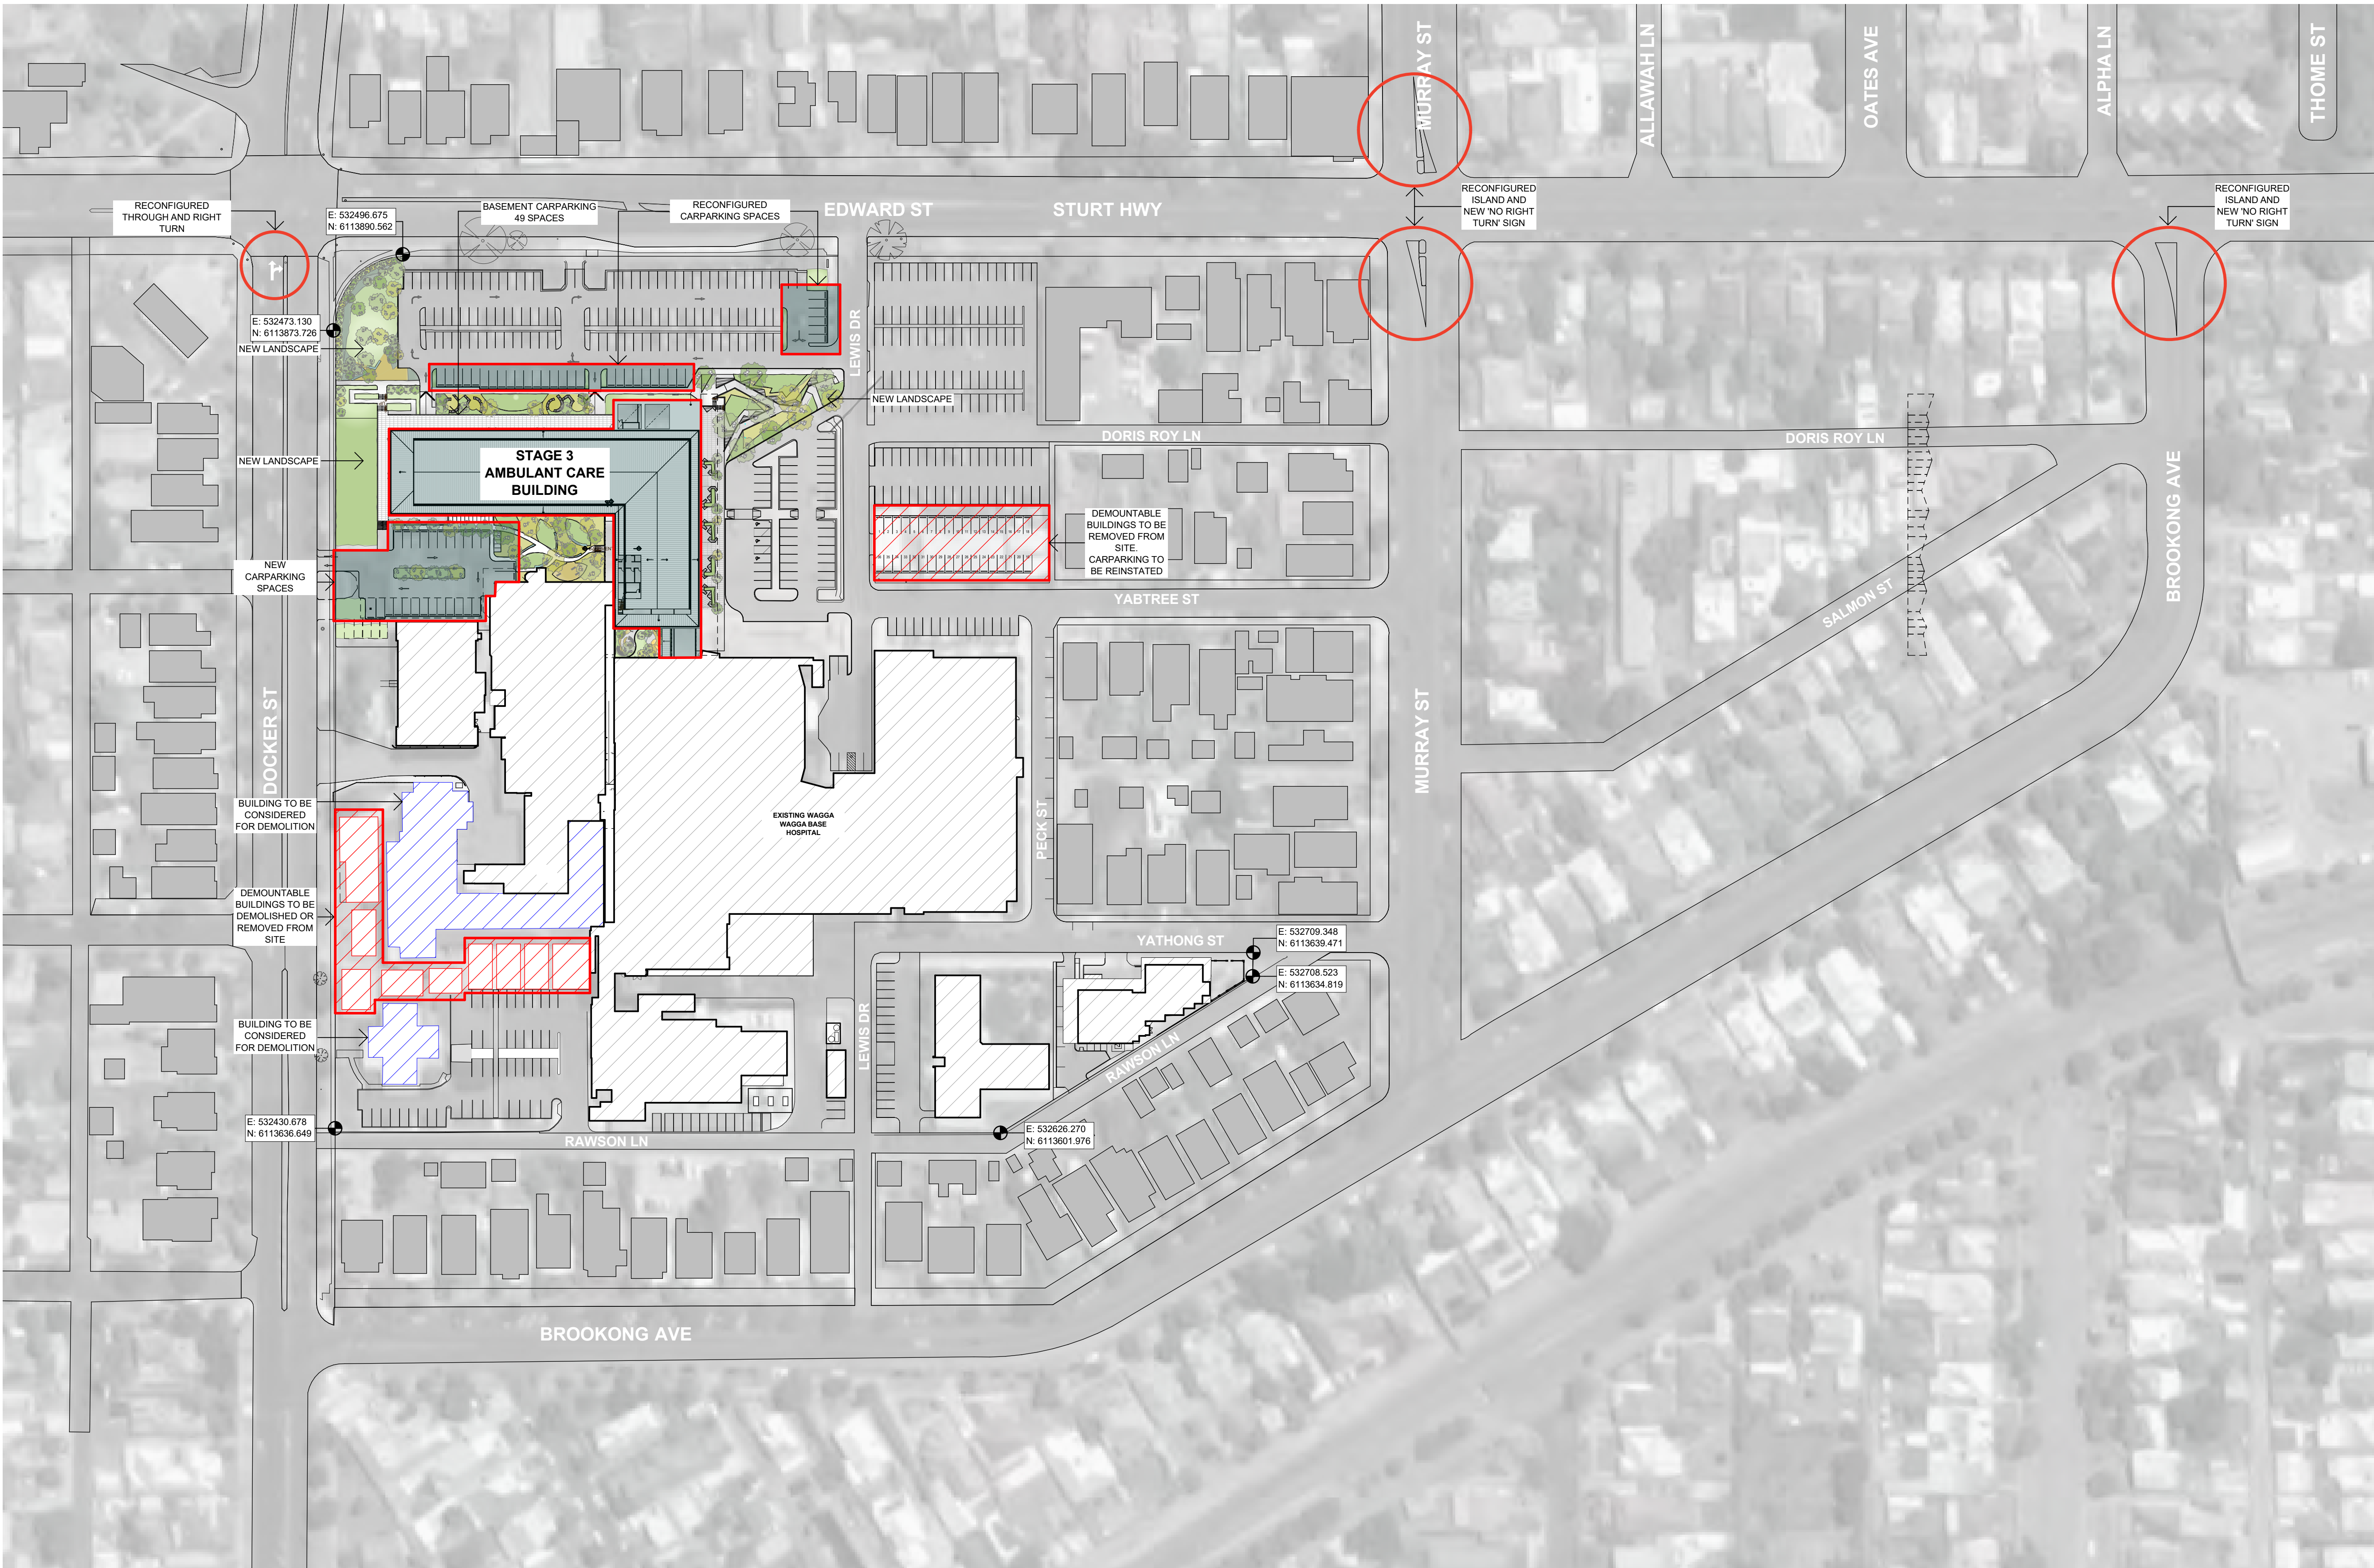 MURRAY ST
ALLAWAH LN
OATES AVE
ALPHA LN
THOME ST
RECONFIGURED
THROUGH AND RIGHT
TURN
E: 532496.675
N: 6113890.562
BASEMENT CARPARKING
49 SPACES
RECONFIGURED
CARPARKING SPACES
EDWARD ST
STURT HWY
RECONFIGURED
ISLAND AND
NEW 'NO RIGHT
TURN' SIGN
RECONFIGURED
ISLAND AND
NEW 'NO RIGHT
TURN' SIGN
E: 532473.130
N: 6113873.726
NEW LANDSCAPE
LEWIS DR
NEW LANDSCAPE
DORIS ROY LN
DORIS ROY LN
NEW LANDSCAPE
STAGE 3
AMBULANT CARE
BUILDING
BROOKONG AVE
DEMOUNTABLE
BUILDINGS TO BE
REMOVED FROM
SITE.
CARPARKING TO
BE REINSTATED
NEW
CARPARKING
SPACES
YABTREE ST
SALMON ST
DOCKER ST
MURRAY ST
BUILDING TO BE
CONSIDERED
FOR DEMOLITION
EXISTING WAGGA
WAGGA BASE
HOSPITAL
PECK ST
DEMOUNTABLE
BUILDINGS TO BE
DEMOLISHED OR
REMOVED FROM
SITE
YATHONG ST
E: 532709.348
N: 6113639.471
E: 532708.523
N: 6113634.819
BUILDING TO BE
CONSIDERED
FOR DEMOLITION
LEWIS DR
RAWSON LN
E: 532430.678
N: 6113636.649
RAWSON LN
E: 532626.270
N: 6113601.976
BROOKONG AVE